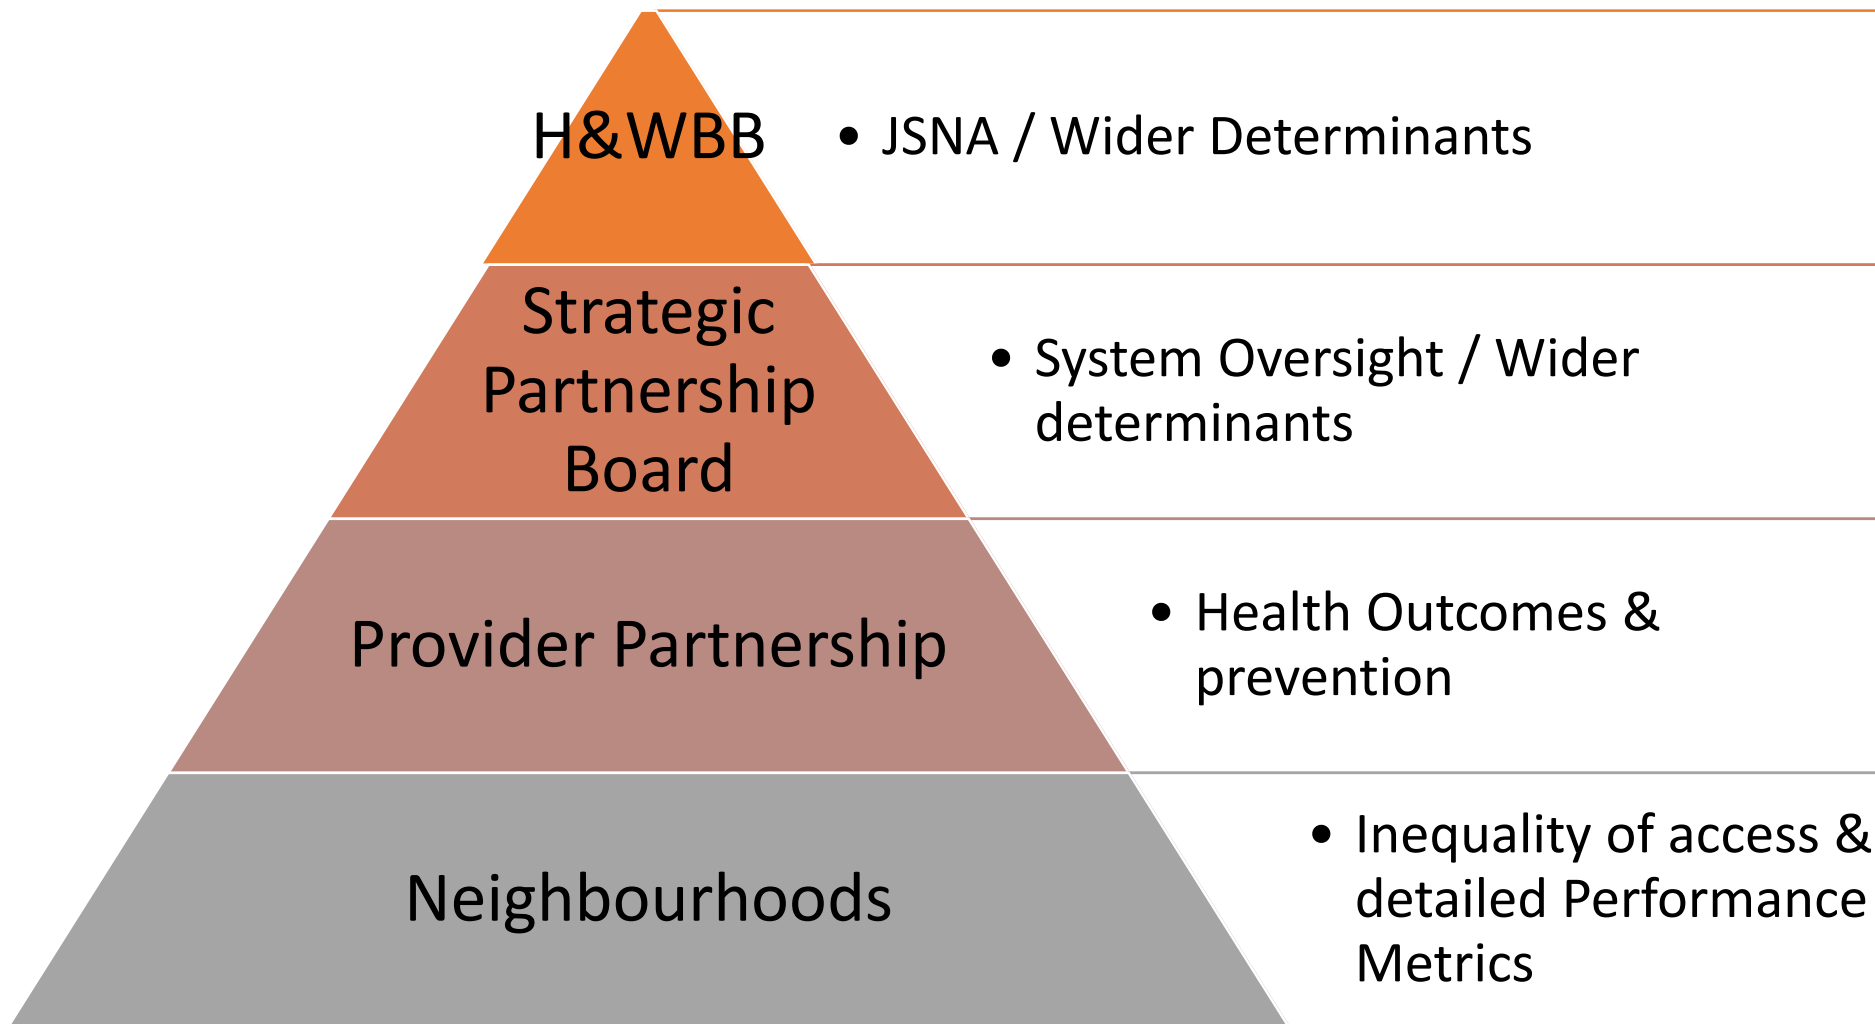 H&WBB
• JSNA / Wider Determinants
Strategic
Partnership
Board
• System Oversight / Wider
determinants
Provider Partnership
• Health Outcomes &
prevention
Neighbourhoods
• Inequality of access &
detailed Performance
Metrics